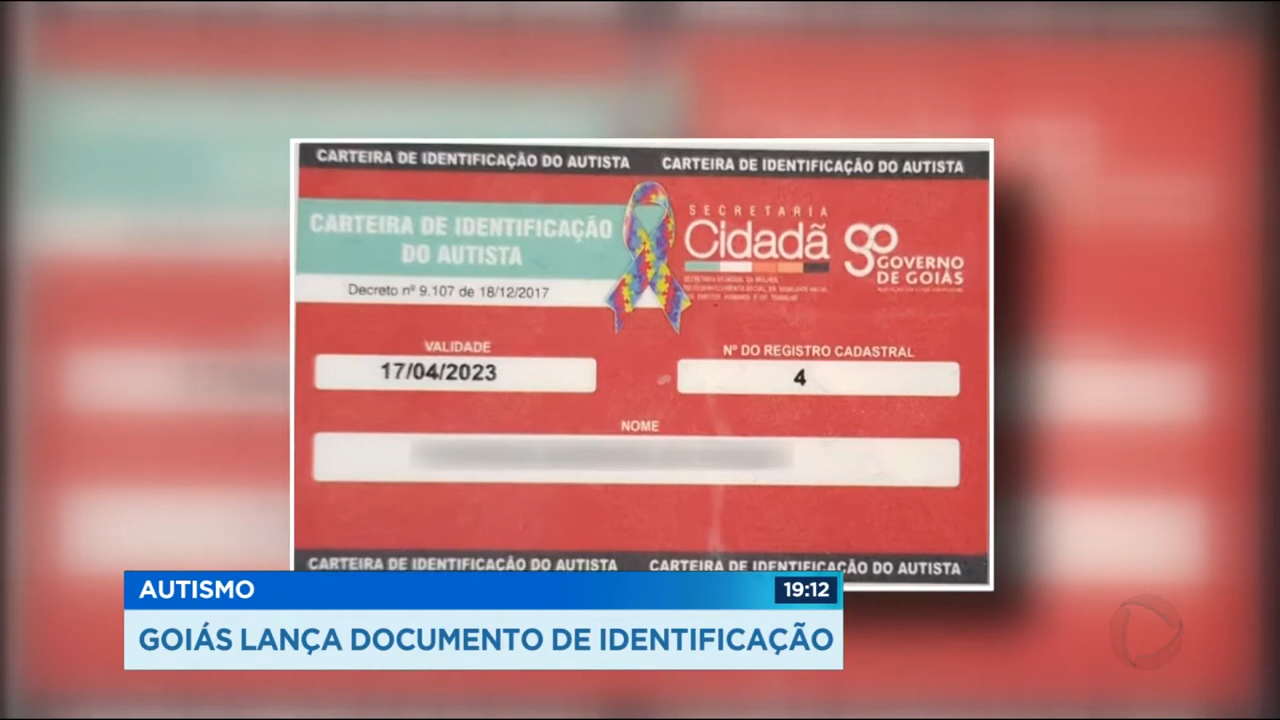 CARTEIRA DE IDENTIFICAÇÃO DO AUTISTA CARTEIRA DE IDENTIFICAÇÃO DO AUTISTA
CARTEIRA DE IDENTIFICAÇÃO
DO AUTISTA
Decreto nº 9.107 de 18/12/2017
SECRETARIA
Cidadã
go
GOVERNO
DE GOIÁS
VALIDADE
17/04/2023
Nº DO REGISTRO CADASTRAL
4
NOME
CARTEIRA DE IDENTIFICAÇÃO DO AUTISTA CARTEIRA DE IDENTIFICAÇÃO DO AUTISTA
AUTISMO
19:12
GOIÁS LANÇA DOCUMENTO DE IDENTIFICAÇÃO